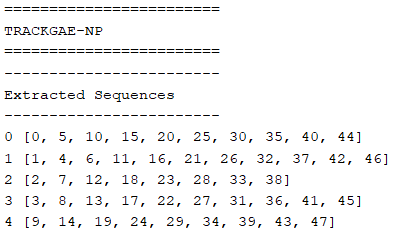 ========================
TRACKGAE-NP
========================
------------------------
Extracted Sequences
------------------------
0 [0, 5, 10, 15, 20, 25, 30, 35, 40, 44]
1 [1, 4, 6, 11, 16, 21, 26, 32, 37, 42, 46]
2 [2, 7, 12, 18, 23, 28, 33, 38]
3 [3, 8, 13, 17, 22, 27, 31, 36, 41, 45]
4 [9, 14, 19, 24, 29, 34, 39, 43, 47]